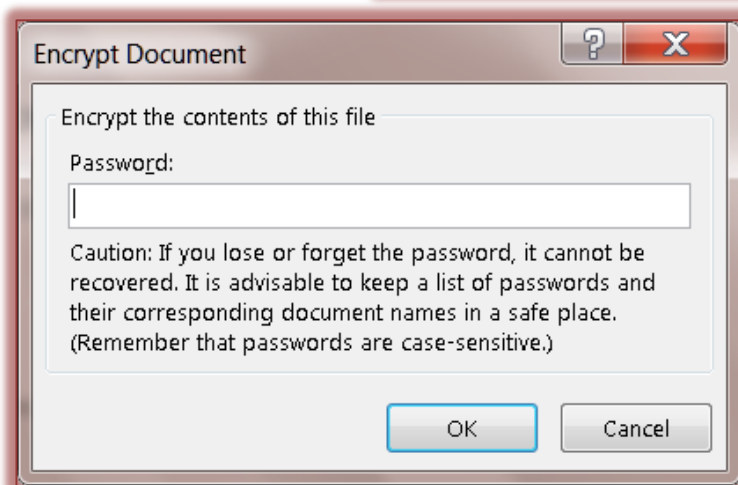 Encrypt Document
Encrypt the contents of this file
Password:
Caution: If you lose or forget the password, it cannot be
recovered. It is advisable to keep a list of passwords and
their corresponding document names in a safe place.
(Remember that passwords are case-sensitive.)
OK
Cancel